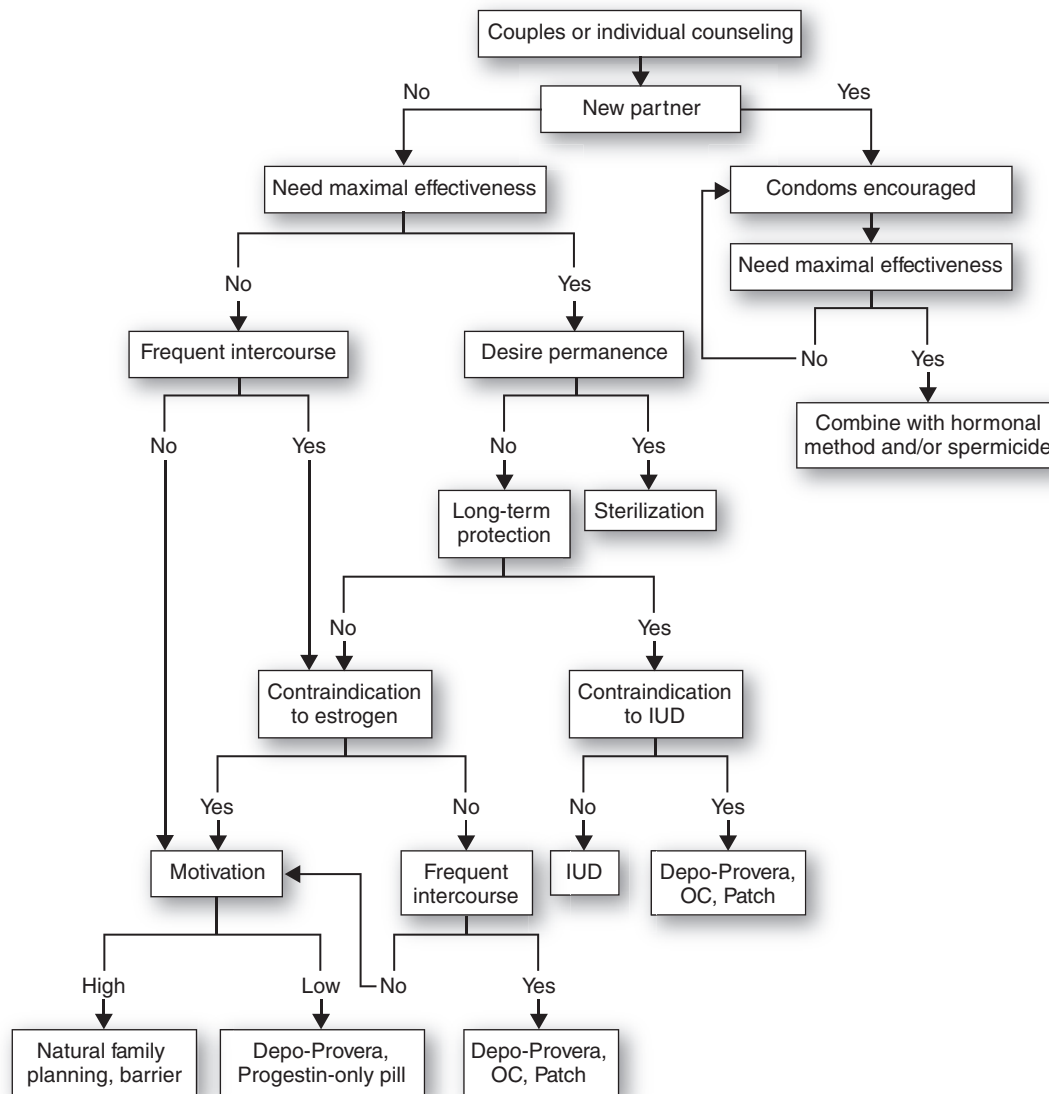 Couples or individual counseling
No
Yes
New partner
Need maximal effectiveness
Condoms encouraged
Need maximal effectiveness
No
Yes
Frequent intercourse
Desire permanence
No
Yes
Combine with hormonal
method and/or spermicide
No
Yes
No
Yes
Long-term
protection
Sterilization
No
Yes
Contraindication
to estrogen
Contraindication
to IUD
Yes
No
No
Yes
Motivation
Frequent
intercourse
IUD
Depo-Provera,
OC, Patch
High
Low
No
Yes
Natural family
planning, barrier
Depo-Provera,
Progestin-only pill
Depo-Provera,
OC, Patch